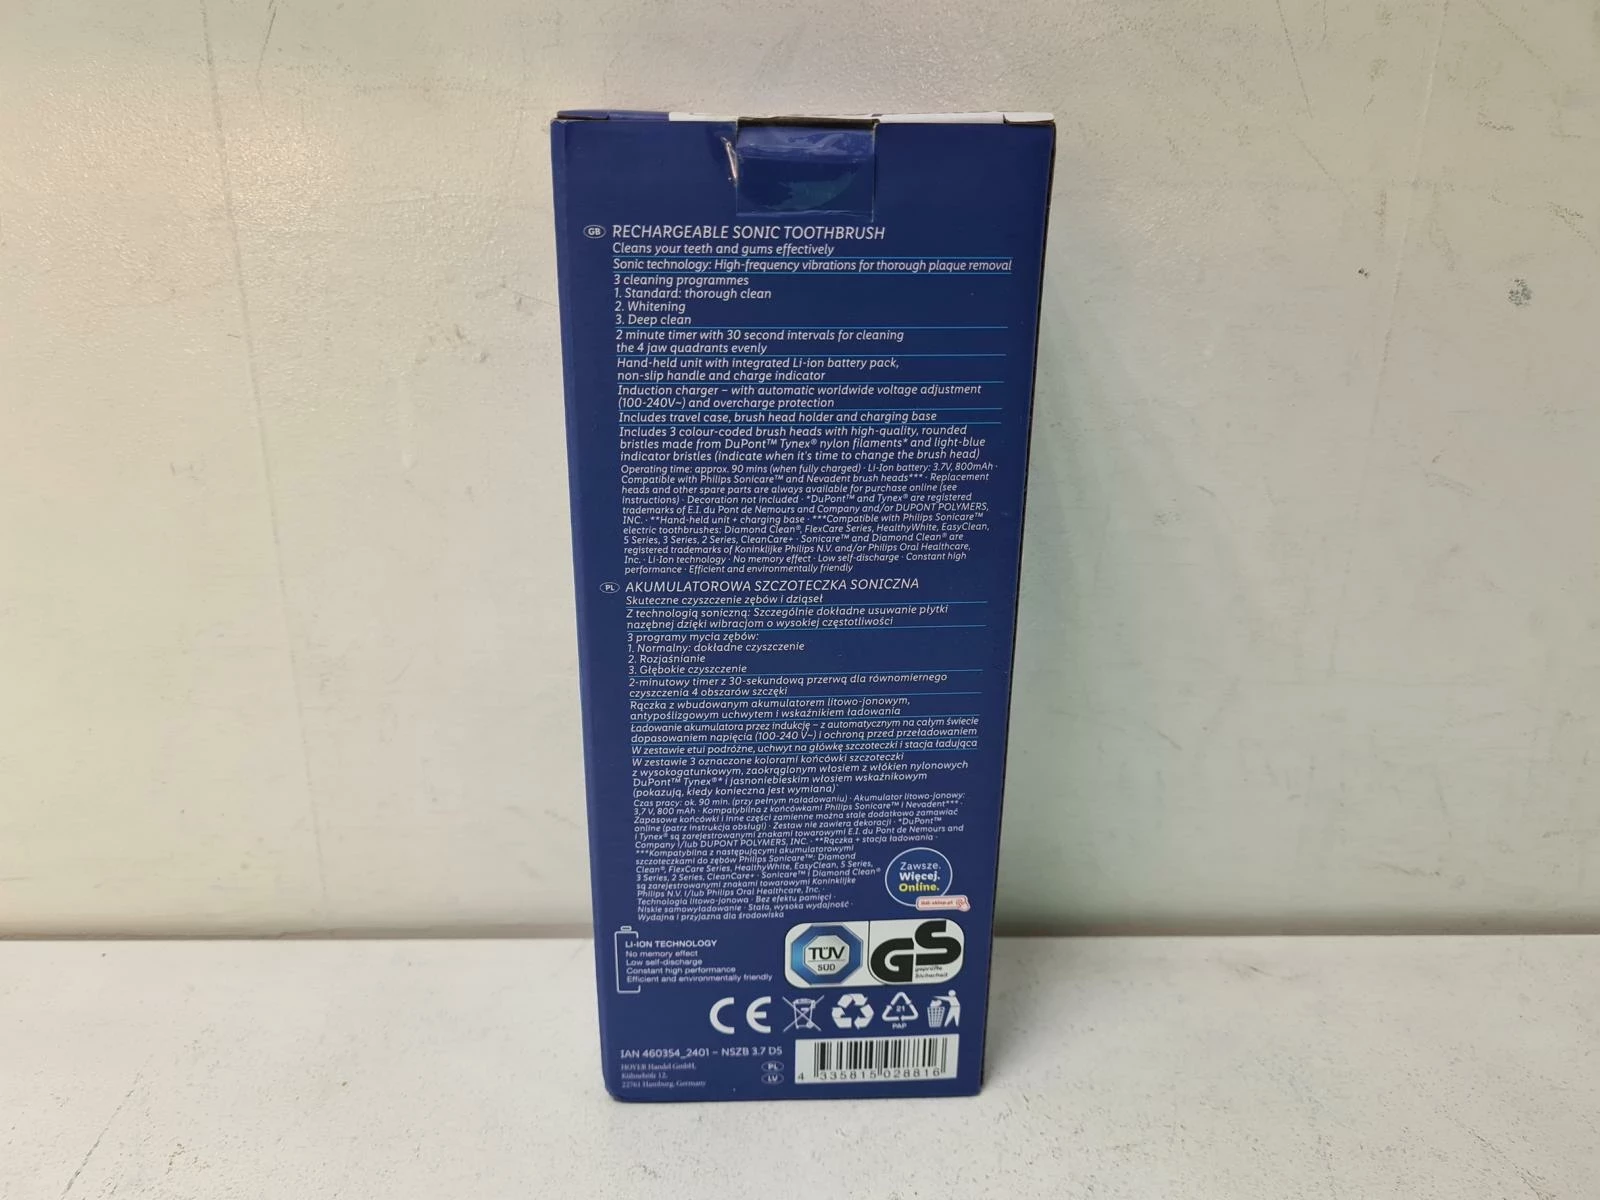 GB RECHARGEABLE SONIC TOOTHBRUSH
Cleans your teeth and gums effectively
Sonic technology: High-frequency vibrations for thorough plaque removal
3 cleaning programmes
1. Standard: thorough clean
2. Whitening
3. Deep clean
2 minute timer with 30 second intervals for cleaning
the 4 jaw quadrants evenly
Hand-held unit with integrated Li-ion battery pack,
non-slip handle and charge indicator
Induction charger – with automatic worldwide voltage adjustment
(100-240V~) and overcharge protection
Includes travel case, brush head holder and charging base
Includes 3 colour-coded brush heads with high-quality, rounded
bristles made from DuPont™ Tynex® nylon filaments* and light-blue
indicator bristles (indicate when it's time to change the brush head)
Operating time: approx. 90 mins (when fully charged) · Li-Ion battery: 3.7V, 800mAh ·
Compatible with Philips Sonicare™ and Nevadent brush heads*** · Replacement
heads and other spare parts are always available for purchase online (see
instructions) · Decoration not included · *DuPont™ and Tynex® are registered
trademarks of E.I. du Pont de Nemours and Company and/or DUPONT POLYMERS,
INC. · **Hand-held unit + charging base · ***Compatible with Philips Sonicare™
electric toothbrushes: Diamond Clean®, FlexCare Series, HealthyWhite, EasyClean,
5 Series, 3 Series, 2 Series, CleanCare+ · Sonicare™ and Diamond Clean® are
registered trademarks of Koninklijke Philips N.V. and/or Philips Oral Healthcare,
Inc. · Li-Ion technology · No memory effect · Low self-discharge · Constant high
performance · Efficient and environmentally friendly
PL AKUMULATOROWA SZCZOTECZKA SONICZNA
Skuteczne czyszczenie zębów i dziąseł
Z technologią soniczną: Szczególnie dokładne usuwanie płytki
nazębnej dzięki wibracjom o wysokiej częstotliwości
3 programy mycia zębów:
1. Normalny: dokładne czyszczenie
2. Rozjaśnianie
3. Głębokie czyszczenie
2-minutowy timer z 30-sekundową przerwą dla równomiernego
czyszczenia 4 obszarów szczęki
Rączka z wbudowanym akumulatorem litowo-jonowym,
antypoślizgowym uchwytem i wskaźnikiem ładowania
Ładowanie akumulatora przez indukcję – z automatycznym na całym świecie
dopasowaniem napięcia (100-240 V~) i ochroną przed przeładowaniem
W zestawie etui podróżne, uchwyt na główkę szczoteczki i stacja ładująca
W zestawie 3 oznaczone kolorami końcówki szczoteczki
z wysokogatunkowym, zaokrąglonym włosiem z włókien nylonowych
DuPont™ Tynex®* i jasnoniebieskim włosiem wskaźnikowym
(pokazują, kiedy konieczna jest wymiana)
Czas pracy: ok. 90 min. (przy pełnym naładowaniu) · Akumulator litowo-jonowy:
3,7 V, 800 mAh · Kompatybilna z końcówkami Philips Sonicare™ i Nevadent*** ·
Zapasowe końcówki i inne części zamienne można stale dodatkowo zamawiać
online (patrz instrukcja obsługi) · Zestaw nie zawiera dekoracji · *DuPont™
i Tynex® są zarejestrowanymi znakami towarowymi E.I. du Pont de Nemours and
Company i/lub DUPONT POLYMERS, INC. · **Rączka + stacja ładowania ·
***Kompatybilna z następującymi akumulatorowymi
szczoteczkami do zębów Philips Sonicare™: Diamond
Clean®, FlexCare Series, HealthyWhite, EasyClean, 5 Series,
3 Series, 2 Series, CleanCare+ · Sonicare™ i Diamond Clean®
są zarejestrowanymi znakami towarowymi Koninklijke
Philips N.V. i/lub Philips Oral Healthcare, Inc. ·
Technologia litowo-jonowa · Bez efektu pamięci ·
Niskie samowyładowanie · Stała, wysoka wydajność ·
Wydajna i przyjazna dla środowiska
Zawsze.
Więcej.
Online.
lidl-sklep.pl
LI-ION TECHNOLOGY
No memory effect
Low self-discharge
Constant high performance
Efficient and environmentally friendly
TÜV
SUD
GS
geprüfte
Sicherheit
CE
21
PAP
IAN 460354_2401 – NSZB 3.7 D5
HOYER Handel GmbH,
Kühnehöfe 12,
22761 Hamburg, Germany
PL
LV
4 335815 028816